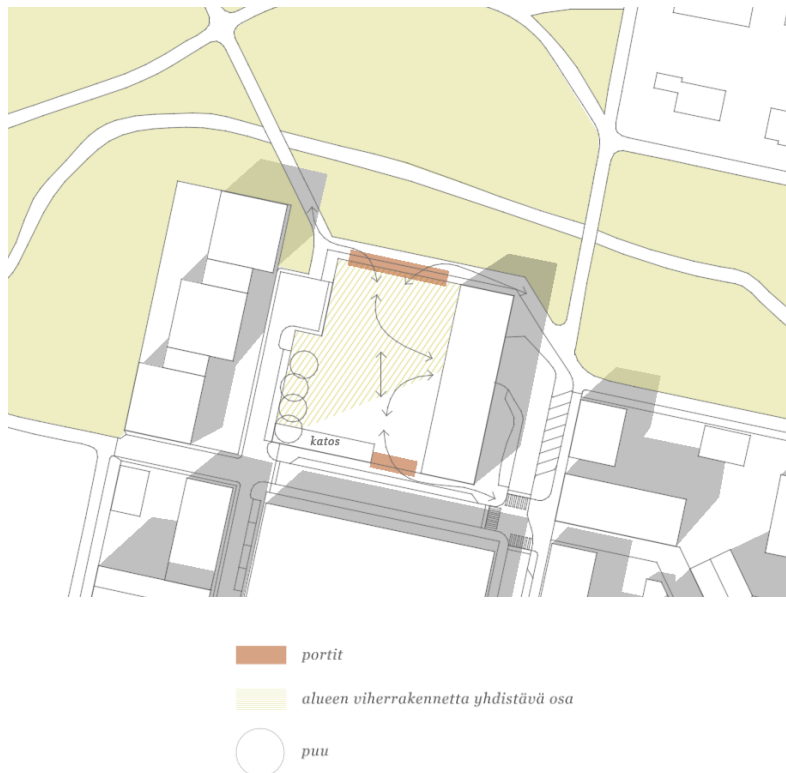 katos
portit
alueen viherrakennetta yhdistävä osa
puu